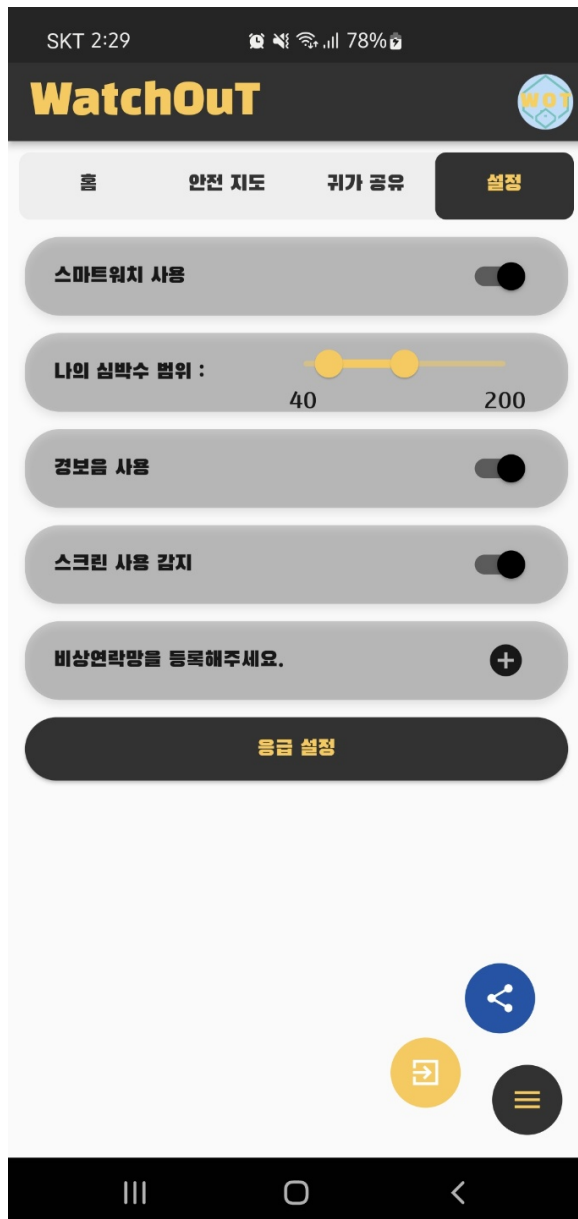 SKT 2:29 78%
WatchOuT
WOT
홈 안전 지도 귀가 공유 설정
스마트워치 사용
나의 심박수 범위 :
40 200
경보음 사용
스크린 사용 감지
비상연락망을 등록해주세요.
응급 설정